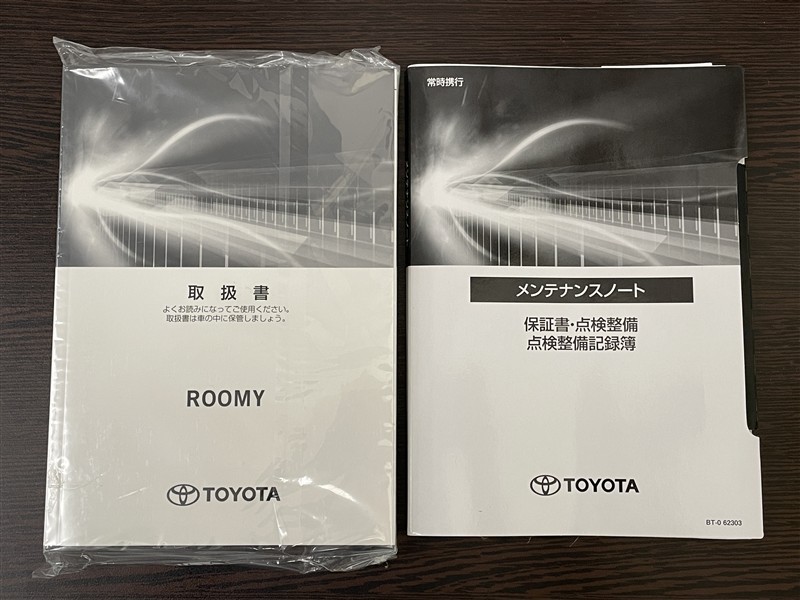 取扱書
よくお読みになってご使用ください。
取扱書は車の中に保管しましょう。
ROOMY
TOYOTA
常時携行
メンテナンスノート
保証書・点検整備
点検整備記録簿
TOYOTA
BT-0 62303